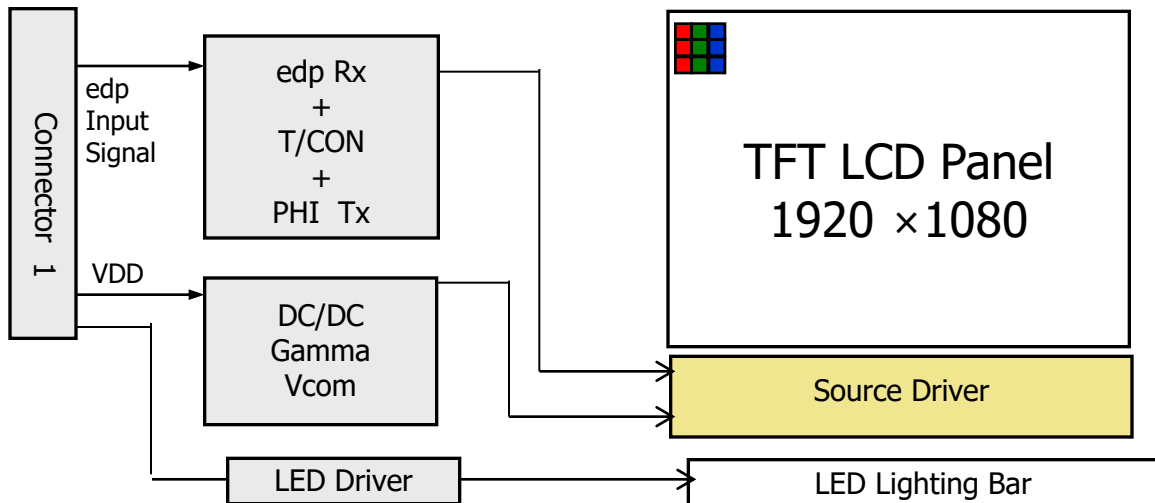 Connector 1
edp
Input
Signal
edp Rx
+
T/CON
+
PHI Tx
TFT LCD Panel
1920 ×1080
VDD
DC/DC
Gamma
Vcom
Source Driver
LED Driver
LED Lighting Bar